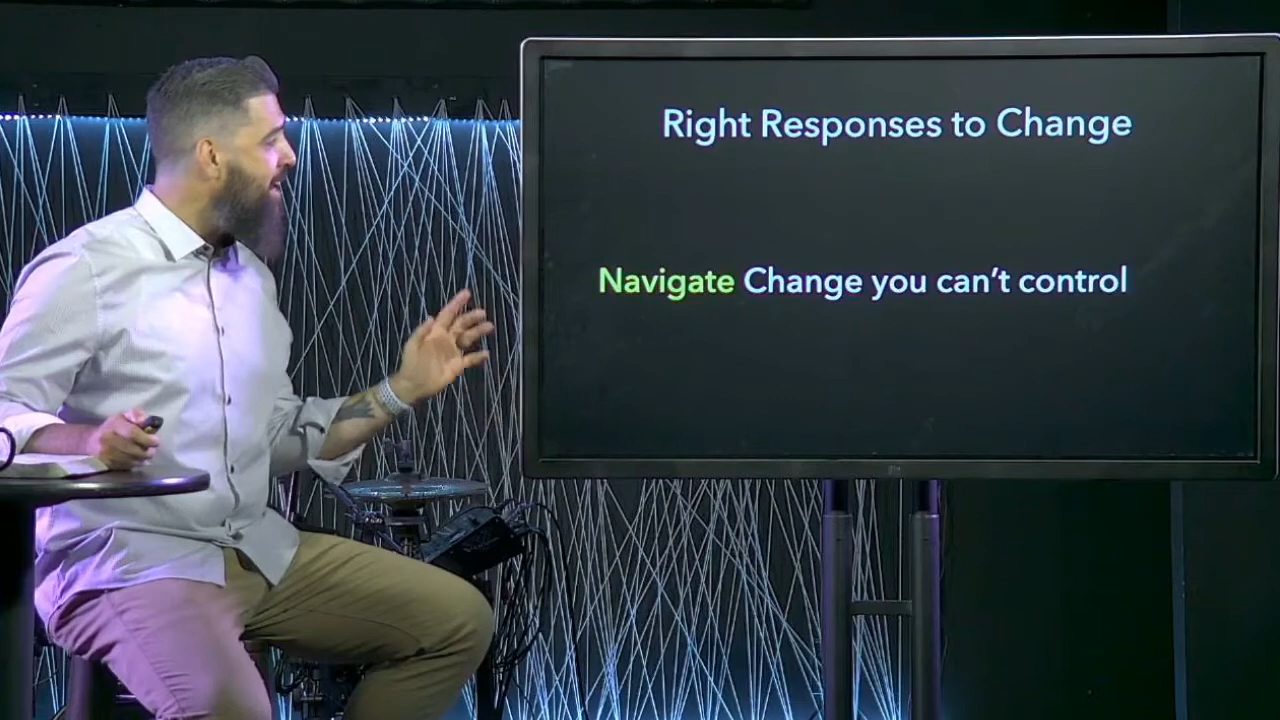 Right Responses to Change
Navigate Change you can’t control